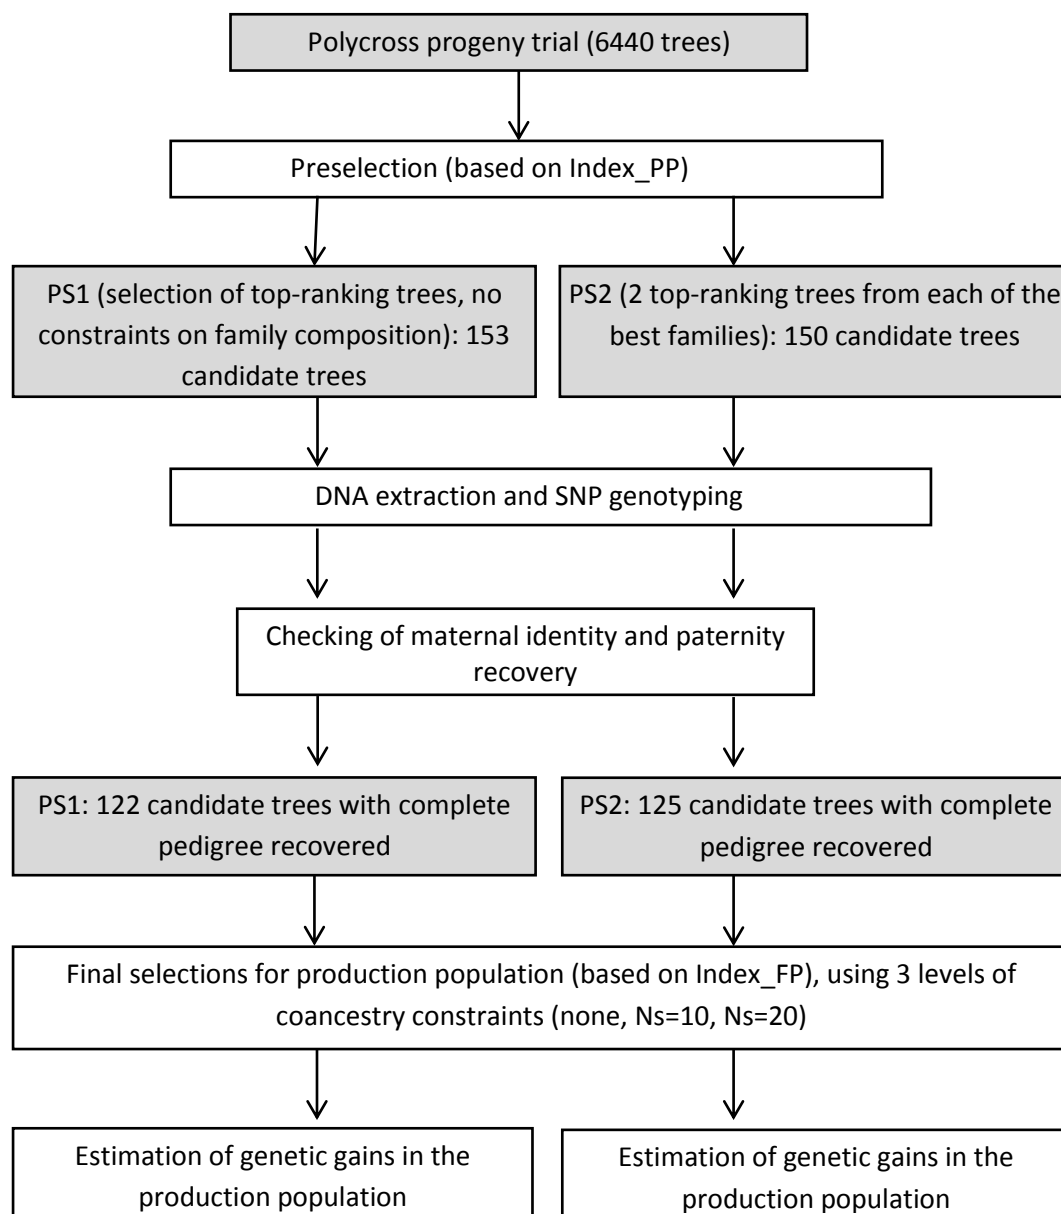 Polycross progeny trial (6440 trees)
Preselection (based on Index_PP)
PS1 (selection of top-ranking trees, no
constraints on family composition): 153
candidate trees
PS2 (2 top-ranking trees from each of the
best families): 150 candidate trees
DNA extraction and SNP genotyping
Checking of maternal identity and paternity
recovery
PS1: 122 candidate trees with complete
pedigree recovered
PS2: 125 candidate trees with complete
pedigree recovered
Final selections for production population (based on Index_FP), using 3 levels of
coancestry constraints (none, Ns=10, Ns=20)
Estimation of genetic gains in the
production population
Estimation of genetic gains in the
production population